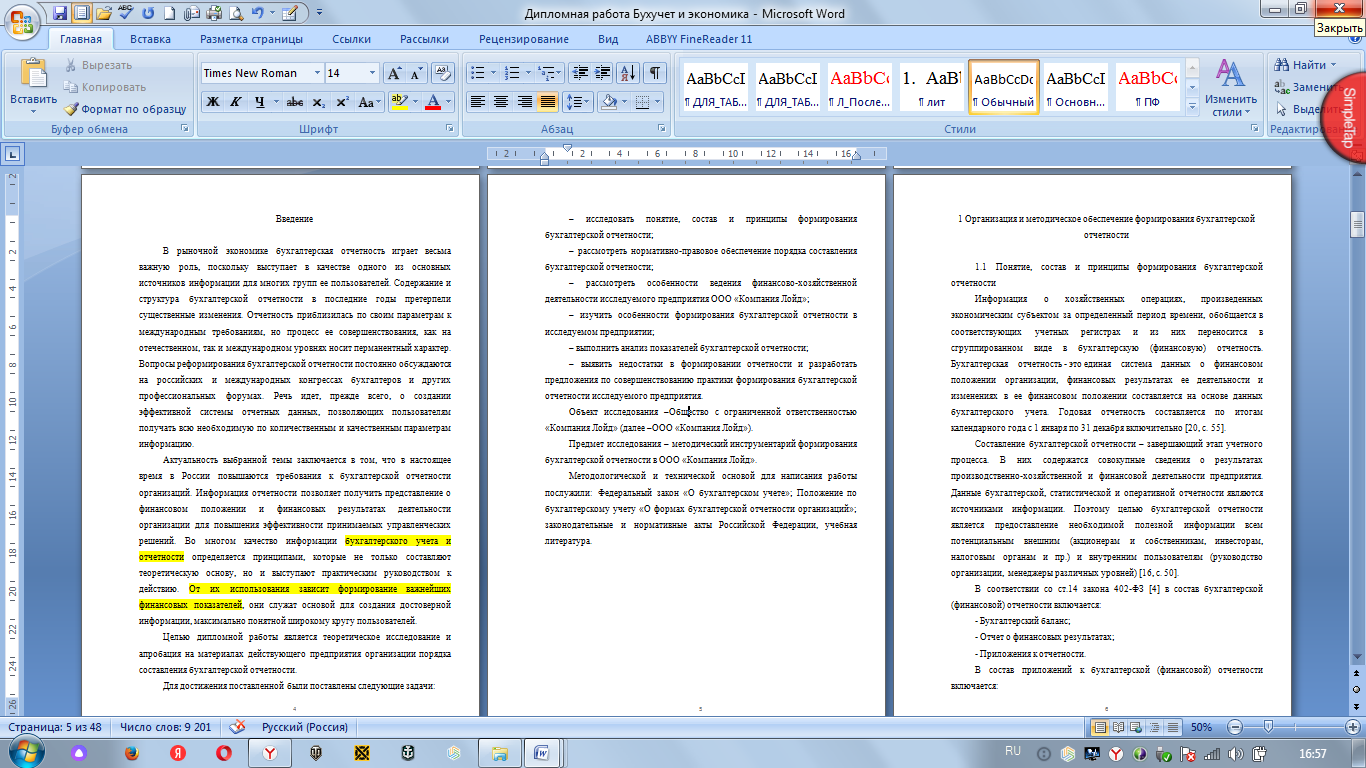 Дипломная работа Бухучет и экономика - Microsoft Word
Закрыть
Главная Вставка Разметка страницы Ссылки Рассылки Рецензирование Вид ABBYY FineReader 11
Вставить
Вырезать
Копировать
Формат по образцу
Буфер обмена
Times New Roman 14
Ж К Ч abc x₂ x² Aa
Шрифт
Абзац
AaBbCcI AaBbCcI AaBbCc 1. AaBl AaBbCcDc AaBbCcI AaBbCc
¶ ДЛЯ_ТАБ... ¶ ДЛЯ_ТАБ... ¶ Л_После... ¶ лит ¶ Обычный ¶ Основн... ¶ ПФ
Изменить стили
Стили
Найти
Заменить
Выделить
Редактирование
SimpleTap
Введение
В рыночной экономике бухгалтерская отчетность играет весьма
важную роль, поскольку выступает в качестве одного из основных
источников информации для многих групп ее пользователей. Содержание и
структура бухгалтерской отчетности в последние годы претерпели
существенные изменения. Отчетность приблизилась по своим параметрам к
международным требованиям, но процесс ее совершенствования, как на
отечественном, так и международном уровнях носит перманентный характер.
Вопросы реформирования бухгалтерской отчетности постоянно обсуждаются
на российских и международных конгрессах бухгалтеров и других
профессиональных форумах. Речь идет, прежде всего, о создании
эффективной системы отчетных данных, позволяющих пользователям
получать всю необходимую по количественным и качественным параметрам
информацию.
Актуальность выбранной темы заключается в том, что в настоящее
время в России повышаются требования к бухгалтерской отчетности
организаций. Информация отчетности позволяет получить представление о
финансовом положении и финансовых результатах деятельности
организации для повышения эффективности принимаемых управленческих
решений. Во многом качество информации бухгалтерского учета и
отчетности определяется принципами, которые не только составляют
теоретическую основу, но и выступают практическим руководством к
действию. От их использования зависит формирование важнейших
финансовых показателей, они служат основой для создания достоверной
информации, максимально понятной широкому кругу пользователей.
Целью дипломной работы является теоретическое исследование и
апробация на материалах действующего предприятия организации порядка
составления бухгалтерской отчетности.
Для достижения поставленной были поставлены следующие задачи:
4
– исследовать понятие, состав и принципы формирования
бухгалтерской отчетности;
– рассмотреть нормативно-правовое обеспечение порядка составления
бухгалтерской отчетности;
– рассмотреть особенности ведения финансово-хозяйственной
деятельности исследуемого предприятия ООО «Компания Лойд»;
– изучить особенности формирования бухгалтерской отчетности в
исследуемом предприятии;
– выполнить анализ показателей бухгалтерской отчетности;
– выявить недостатки в формировании отчетности и разработать
предложения по совершенствованию практики формирования бухгалтерской
отчетности исследуемого предприятия.
Объект исследования –Общество с ограниченной ответственностью
«Компания Лойд» (далее –ООО «Компания Лойд»).
Предмет исследования – методический инструментарий формирования
бухгалтерской отчетности в ООО «Компания Лойд».
Методологической и технической основой для написания работы
послужили: Федеральный закон «О бухгалтерском учете»; Положение по
бухгалтерскому учету «О формах бухгалтерской отчетности организаций»;
законодательные и нормативные акты Российской Федерации, учебная
литература.
5
1 Организация и методическое обеспечение формирования бухгалтерской
отчетности
1.1 Понятие, состав и принципы формирования бухгалтерской
отчетности
Информация о хозяйственных операциях, произведенных
экономическим субъектом за определенный период времени, обобщается в
соответствующих учетных регистрах и из них переносится в
сгруппированном виде в бухгалтерскую (финансовую) отчетность.
Бухгалтерская отчетность - это единая система данных о финансовом
положении организации, финансовых результатах ее деятельности и
изменениях в ее финансовом положении составляется на основе данных
бухгалтерского учета. Годовая отчетность составляется по итогам
календарного года с 1 января по 31 декабря включительно [20, с. 55].
Составление бухгалтерской отчетности – завершающий этап учетного
процесса. В них содержатся совокупные сведения о результатах
производственно-хозяйственной и финансовой деятельности предприятия.
Данные бухгалтерской, статистической и оперативной отчетности являются
источниками информации. Поэтому целью бухгалтерской отчетности
является предоставление необходимой полезной информации всем
потенциальным внешним (акционерам и собственникам, инвесторам,
налоговым органам и пр.) и внутренним пользователям (руководство
организации, менеджеры различных уровней) [16, с. 50].
В соответствии со ст.14 закона 402-ФЗ [4] в состав бухгалтерской
(финансовой) отчетности включается:
- Бухгалтерский баланс;
- Отчет о финансовых результатах;
- Приложения к отчетности.
В состав приложений к бухгалтерской (финансовой) отчетности
включается:
6
Страница: 5 из 48 Число слов: 9 201 Русский (Россия) 50%
RU 16:57